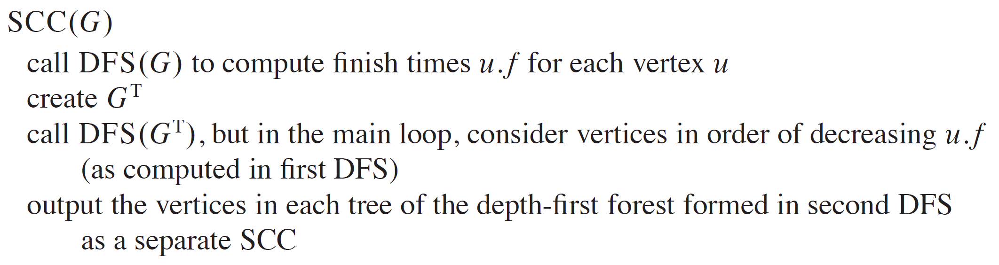 SCC(G)
call DFS(G) to compute finish times u.f for each vertex u
create Gᵀ
call DFS(Gᵀ), but in the main loop, consider vertices in order of decreasing u.f
(as computed in first DFS)
output the vertices in each tree of the depth-first forest formed in second DFS
as a separate SCC